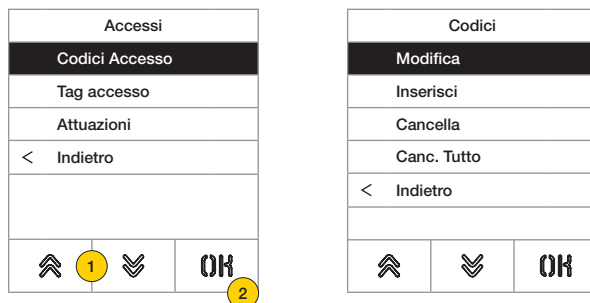 Accessi
Codici Accesso
Tag accesso
Attuazioni
< Indietro
1
OK
2
Codici
Modifica
Inserisci
Cancella
Canc. Tutto
< Indietro
OK